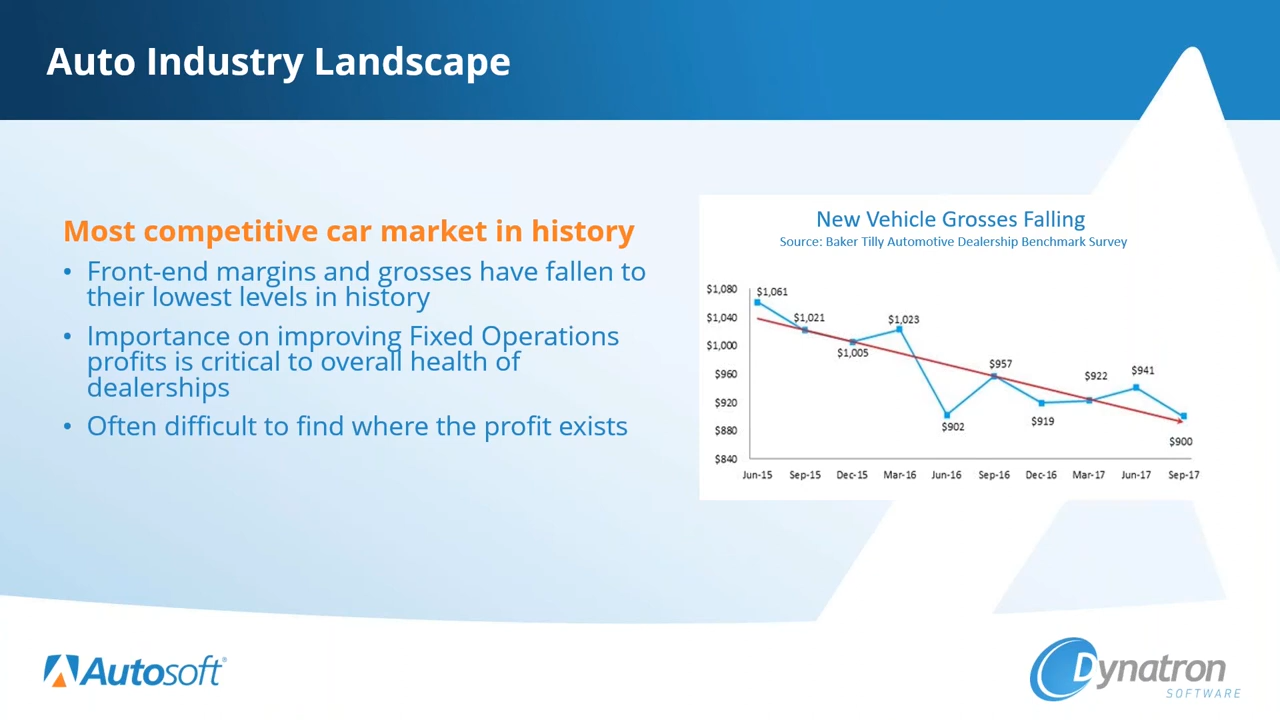 Auto Industry Landscape
Most competitive car market in history
• Front-end margins and grosses have fallen to
their lowest levels in history
• Importance on improving Fixed Operations
profits is critical to overall health of
dealerships
• Often difficult to find where the profit exists
New Vehicle Grosses Falling
Source: Baker Tilly Automotive Dealership Benchmark Survey
$1,080
$1,040
$1,000
$960
$920
$880
$840
$1,061
$1,021
$1,005
$1,023
$902
$957
$919
$922
$941
$900
Jun-15 Sep-15 Dec-15 Mar-16 Jun-16 Sep-16 Dec-16 Mar-17 Jun-17 Sep-17
Autosoft®
Dynatron
SOFTWARE